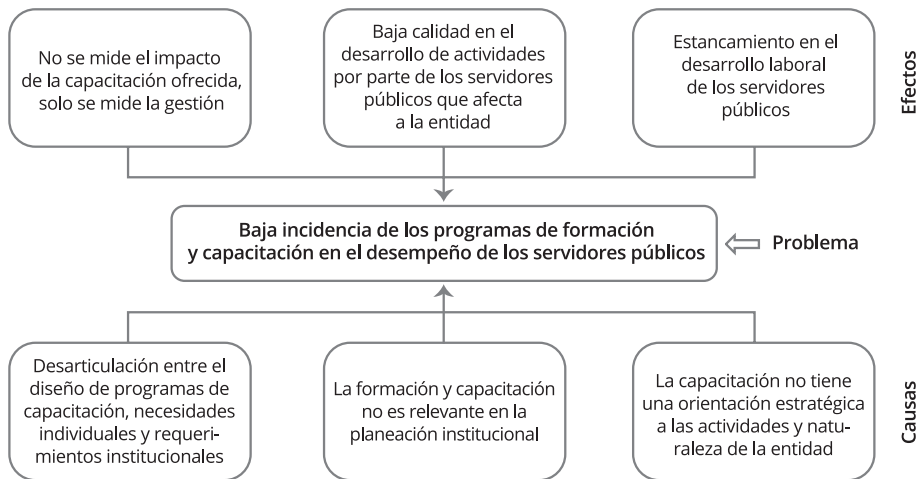 No se mide el impacto
de la capacitación ofrecida,
solo se mide la gestión
Baja calidad en el
desarrollo de actividades
por parte de los servidores
públicos que afecta
a la entidad
Estancamiento en el
desarrollo laboral
de los servidores
públicos
Efectos
Baja incidencia de los programas de formación
y capacitación en el desempeño de los servidores públicos
Problema
Desarticulación entre el
diseño de programas de
capacitación, necesidades
individuales y requeri-
mientos institucionales
La formación y capacitación
no es relevante en la
planeación institucional
La capacitación no tiene
una orientación estratégica
a las actividades y natu-
raleza de la entidad
Causas